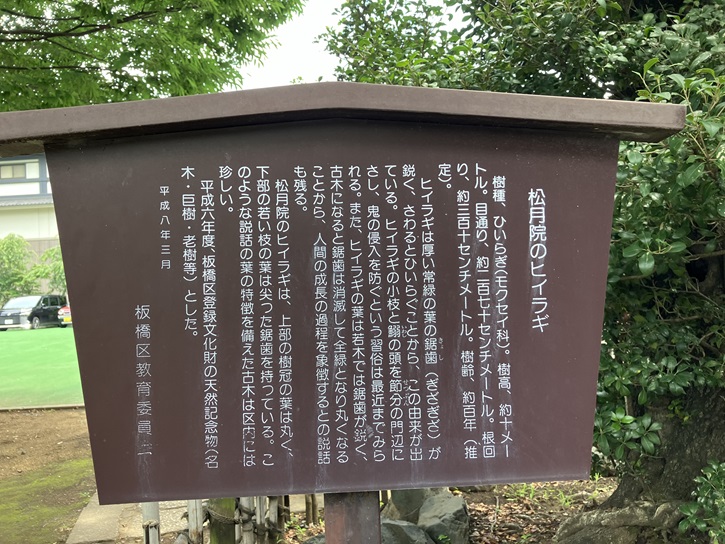 松月院のヒイラギ
樹種、ひいらぎ(モクセイ科)。樹高、約十メー
トル。目通り、約二百七十センチメートル。根回
り、約三百十センチメートル。樹齢、約百年(推
定)。
ヒイラギは厚い常緑の葉の鋸歯(ぎざぎざ)が
鋭く、さわるとひいらぐことから、この由来が出
ている。ヒイラギの小枝と鰯の頭を節分の門辺に
さし、鬼の侵入を防ぐという習俗は最近までみら
れる。また、ヒイラギの葉は若木では鋸歯が鋭く、
古木になると鋸歯は消滅して全縁となり丸くなる
ことから、人間の成長の過程を象徴するとの説話
も残る。
松月院のヒイラギは、上部の樹冠の葉は丸く、
下部の若い枝の葉は尖つた鋸歯を持っている。こ
のような説話の葉の特徴を備えた古木は区内には
珍しい。
平成六年度、板橋区登録文化財の天然記念物(名
木・巨樹・老樹等)とした。
平成八年三月
板橋区教育委員会